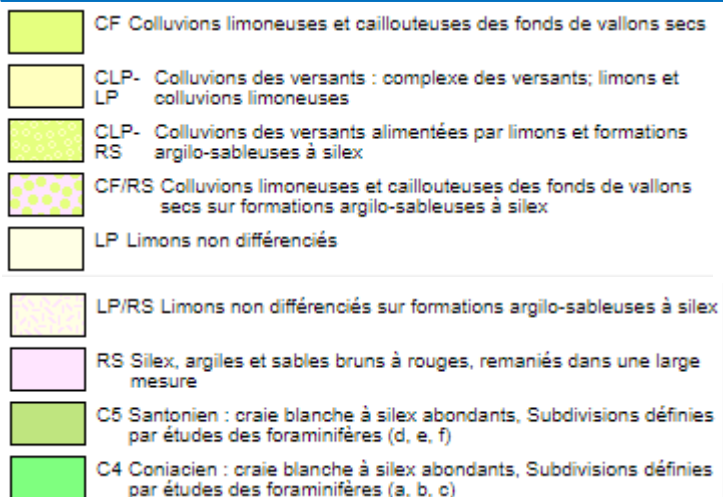 CF Colluvions limoneuses et caillouteuses des fonds de vallons secs
CLP- Colluvions des versants : complexe des versants; limons et
LP colluvions limoneuses
CLP- Colluvions des versants alimentées par limons et formations
RS argilo-sableuses à silex
CF/RS Colluvions limoneuses et caillouteuses des fonds de vallons
secs sur formations argilo-sableuses à silex
LP Limons non différenciés
LP/RS Limons non différenciés sur formations argilo-sableuses à silex
RS Silex, argiles et sables bruns à rouges, remaniés dans une large
mesure
C5 Santonien : craie blanche à silex abondants, Subdivisions définies
par études des foraminifères (d, e, f)
C4 Coniacien : craie blanche à silex abondants, Subdivisions définies
par études des foraminifères (a, b, c)